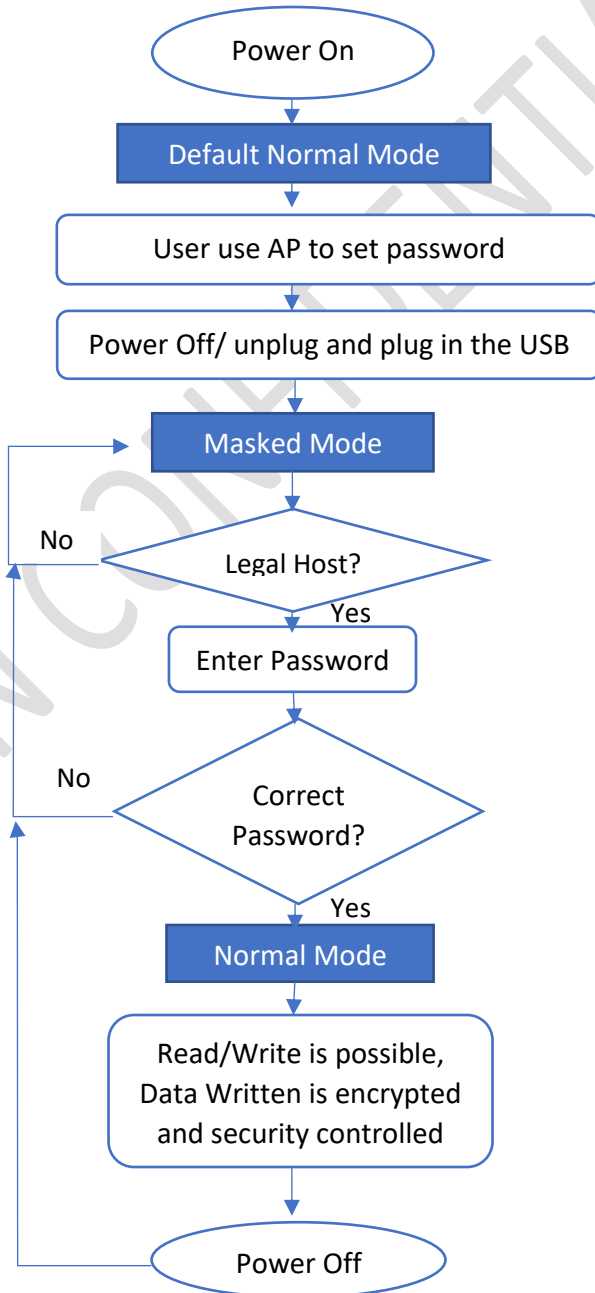 Power On
Default Normal Mode
User use AP to set password
Power Off/ unplug and plug in the USB
Masked Mode
No
Legal Host?
Yes
Enter Password
No
Correct
Password?
Yes
Normal Mode
Read/Write is possible,
Data Written is encrypted
and security controlled
Power Off